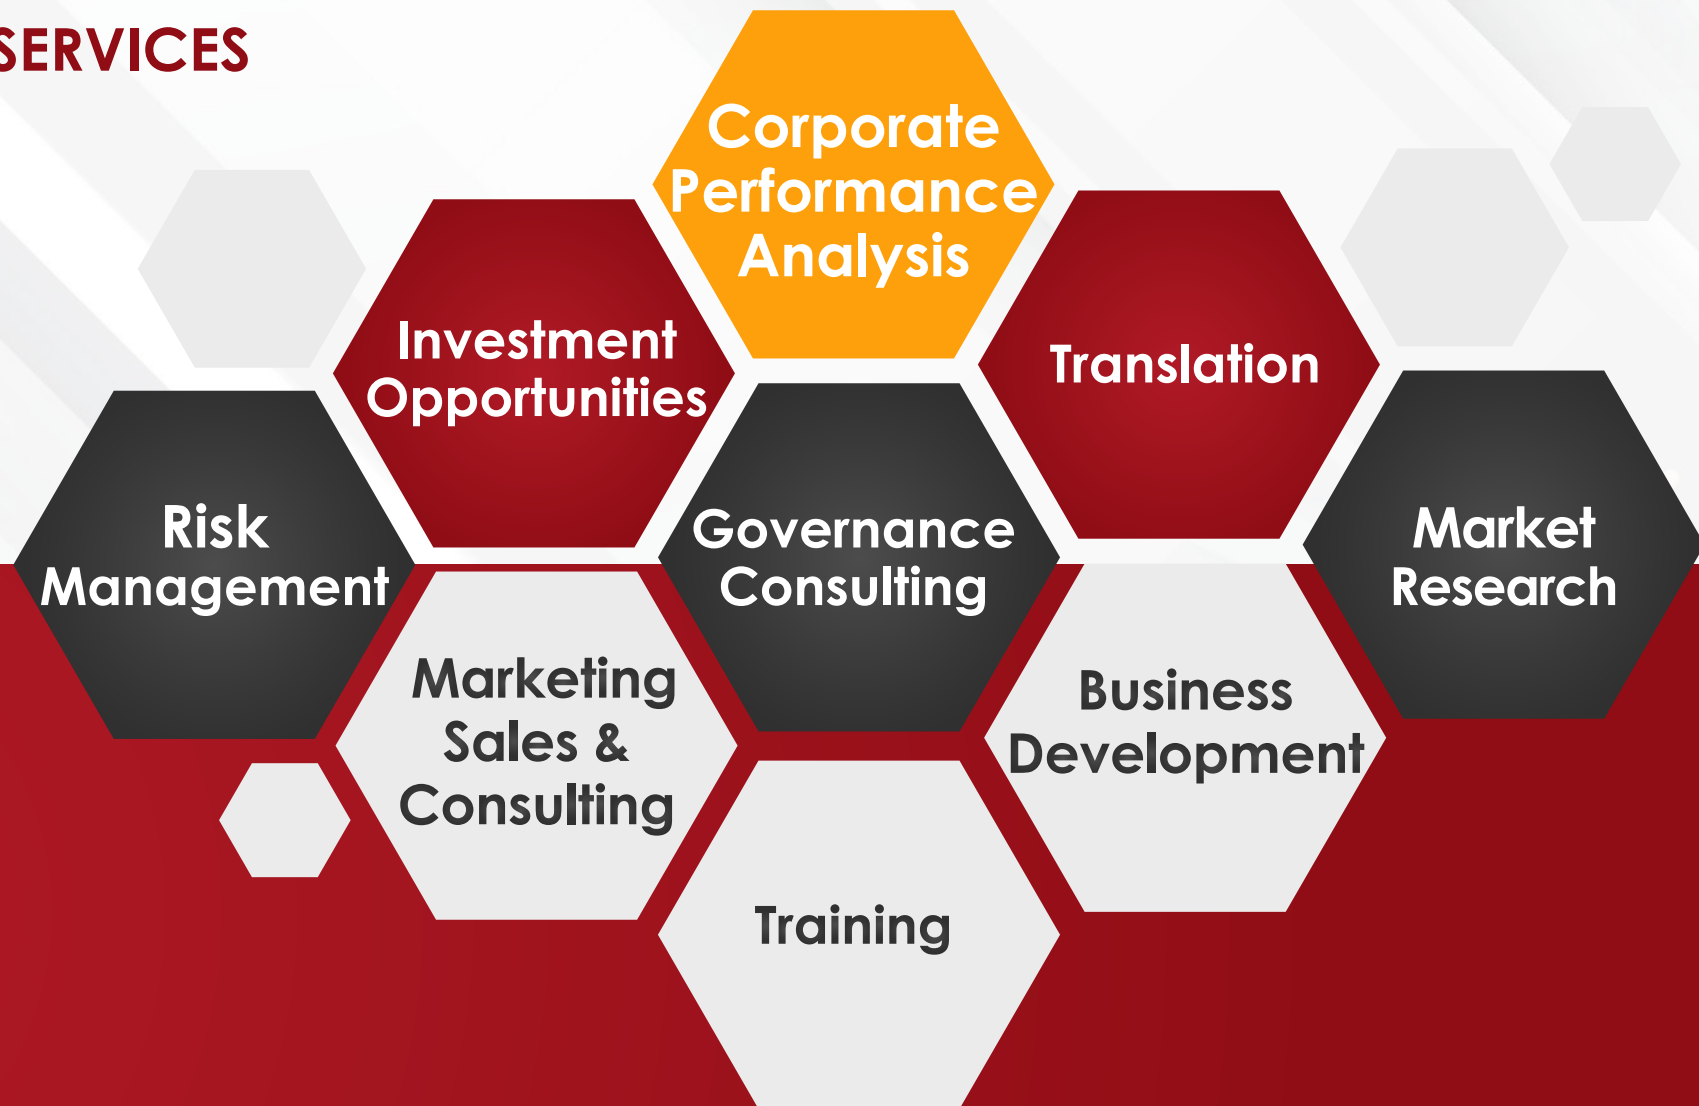 SERVICES
Corporate
Performance
Analysis
Investment
Opportunities
Translation
Risk
Management
Governance
Consulting
Market
Research
Marketing
Sales &
Consulting
Business
Development
Training